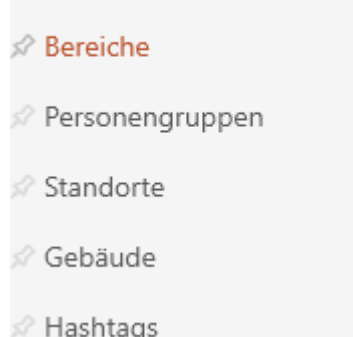 Bereiche
Personengruppen
Standorte
Gebäude
Hashtags